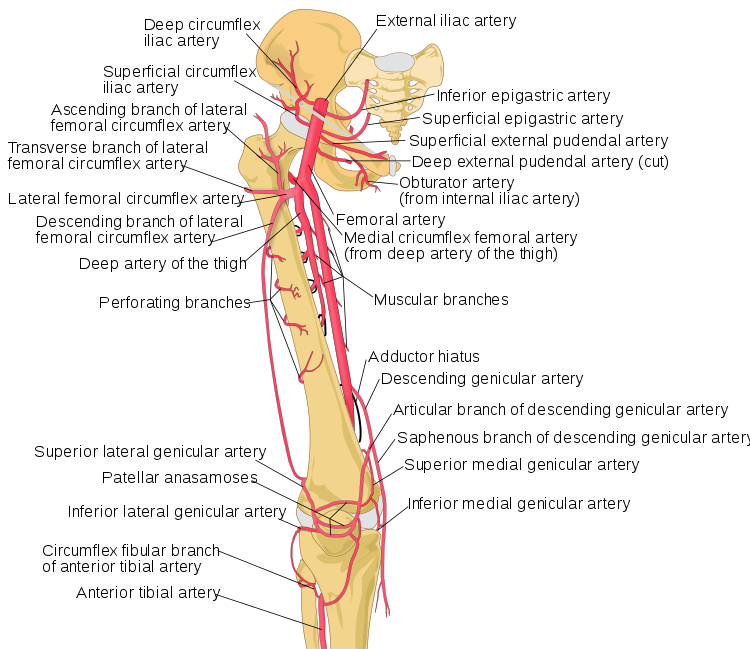 Deep circumflex
iliac artery
External iliac artery
Superficial circumflex
iliac artery
Inferior epigastric artery
Ascending branch of lateral
femoral circumflex artery
Superficial epigastric artery
Superficial external pudendal artery
Transverse branch of lateral
femoral circumflex artery
Deep external pudendal artery (cut)
Obturator artery
(from internal iliac artery)
Lateral femoral circumflex artery
Femoral artery
Descending branch of lateral
femoral circumflex artery
Medial cricumflex femoral artery
(from deep artery of the thigh)
Deep artery of the thigh
Perforating branches
Muscular branches
Adductor hiatus
Descending genicular artery
Articular branch of descending genicular artery
Saphenous branch of descending genicular artery
Superior lateral genicular artery
Superior medial genicular artery
Patellar anasamoses
Inferior medial genicular artery
Inferior lateral genicular artery
Circumflex fibular branch
of anterior tibial artery
Anterior tibial artery